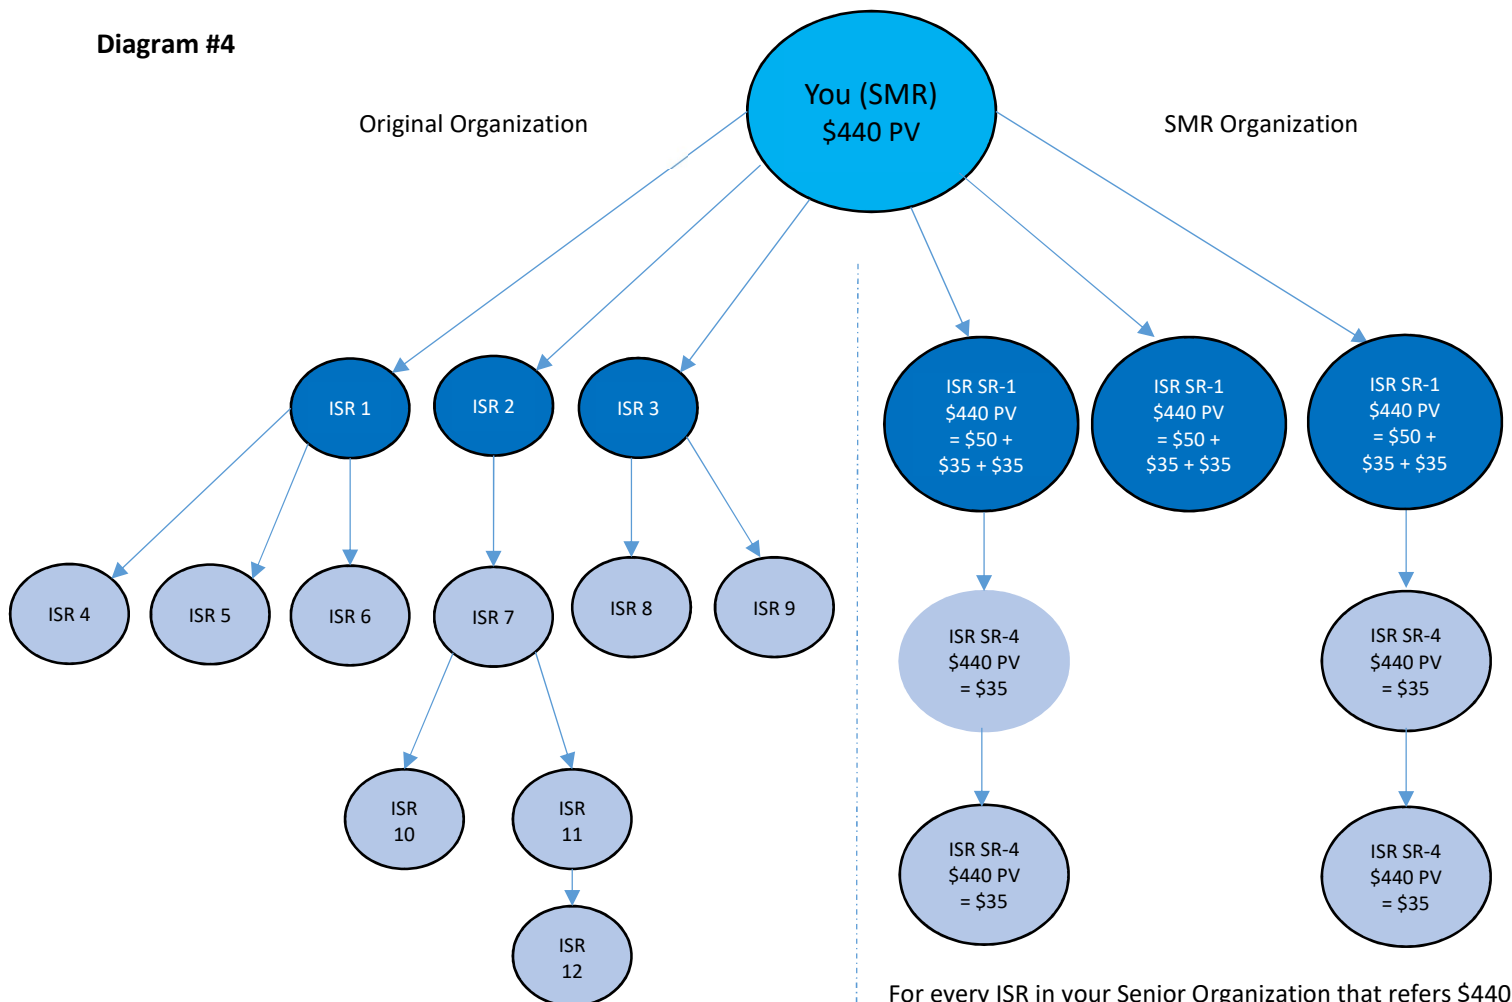 Diagram #4
You (SMR)
$440 PV
Original Organization
SMR Organization
ISR 1
ISR 2
ISR 3
ISR SR-1
$440 PV
= $50 +
$35 + $35
ISR SR-1
$440 PV
= $50 +
$35 + $35
ISR SR-1
$440 PV
= $50 +
$35 + $35
ISR 4
ISR 5
ISR 6
ISR 7
ISR 8
ISR 9
ISR SR-4
$440 PV
= $35
ISR SR-4
$440 PV
= $35
ISR
10
ISR
11
ISR SR-4
$440 PV
= $35
ISR SR-4
$440 PV
= $35
ISR
12
For every ISR in your Senior Organization that refers $440